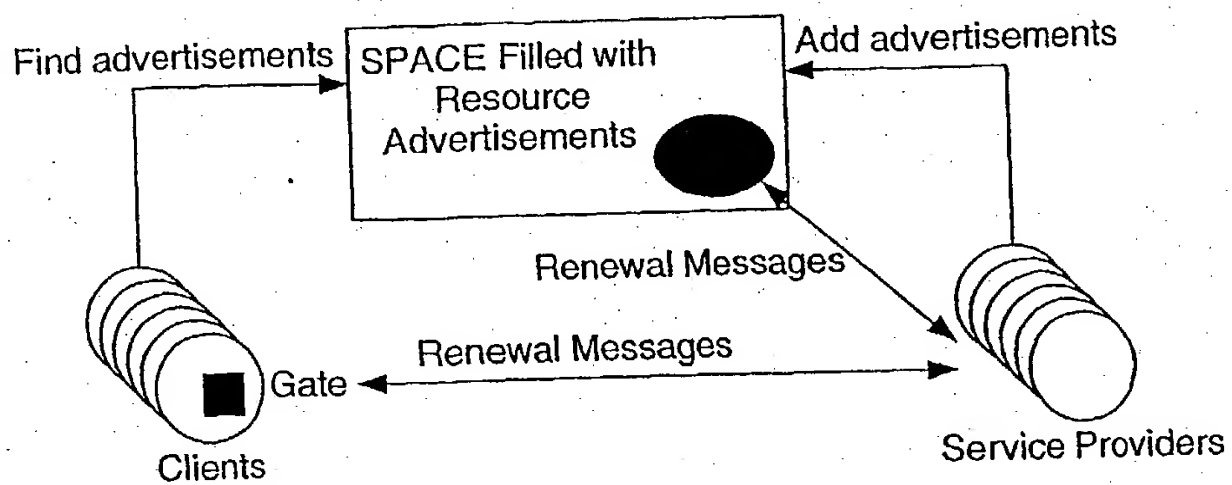 Find advertisements
SPACE Filled with
Resource
Advertisements
Add advertisements
Renewal Messages
Renewal Messages
Gate
Clients
Service Providers